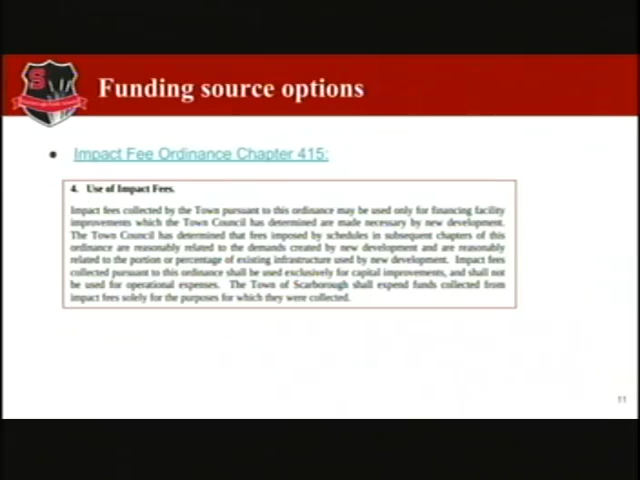 S
Funding source options
Impact Fee Ordinance Chapter 415:
4. Use of Impact Fees.
Impact fees collected by the Town pursuant to this ordinance may be used only for financing facility
improvements which the Town Council has determined are made necessary by new development.
The Town Council has determined that fees imposed by schedules in subsequent chapters of this
ordinance are reasonably related to the demands created by new development and are reasonably
related to the portion or percentage of existing infrastructure used by new development. Impact fees
collected pursuant to this ordinance shall be used exclusively for capital improvements, and shall not
be used for operational expenses. The Town of Scarborough shall expend funds collected from
impact fees solely for the purposes for which they were collected.
11